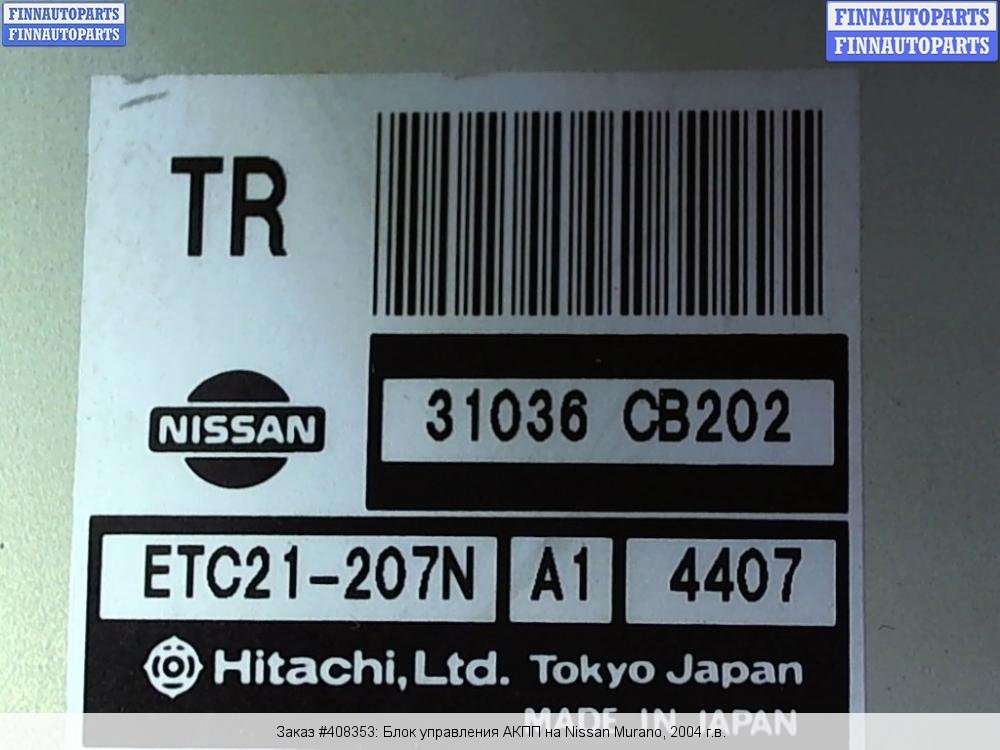 FINNAUTOPARTS
FINNAUTOPARTS
FINNAUTOPARTS
FINNAUTOPARTS
TR
NISSAN
31036 CB202
ETC21-207N A1 4407
Hitachi, Ltd. Tokyo Japan
MADE IN JAPAN
Заказ #408353: Блок управления АКПП на Nissan Murano, 2004 г.в.